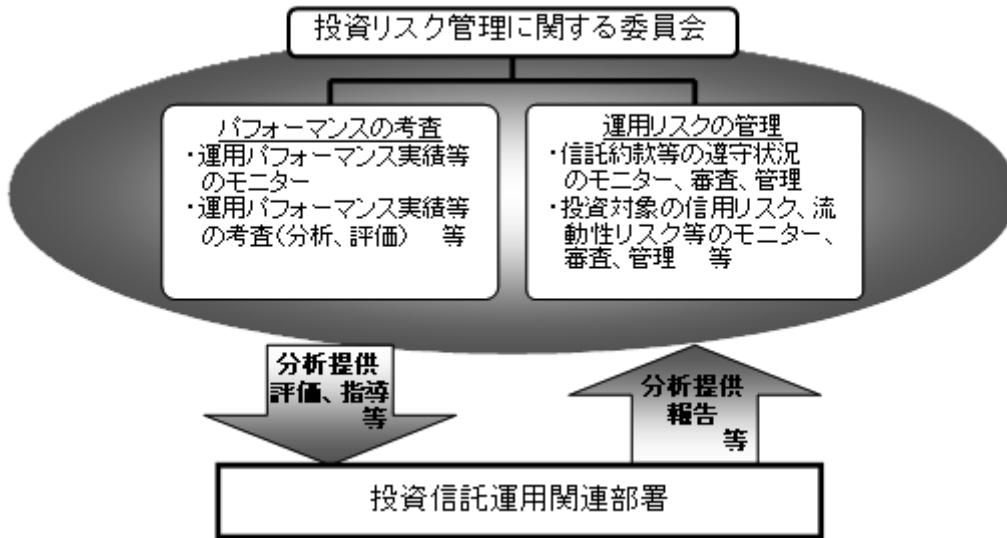 投資リスク管理に関する委員会
パフォーマンスの考査
・運用パフォーマンス実績等
のモニター
・運用パフォーマンス実績等
の考査(分析、評価) 等
運用リスクの管理
・信託約款等の遵守状況
のモニター、審査、管理
・投資対象の信用リスク、流
動性リスク等のモニター、
審査、管理 等
分析提供
評価、指導
等
分析提供
報告
等
投資信託運用関連部署